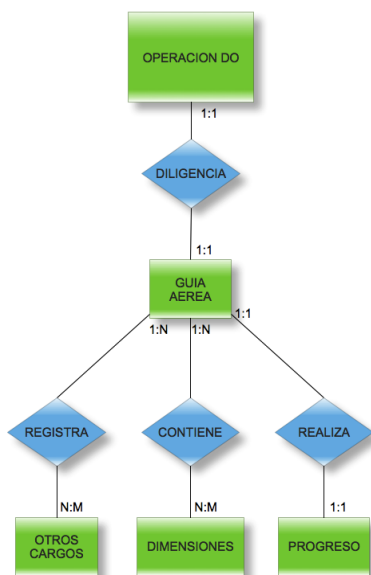 OPERACION DO
1:1
DILIGENCIA
1:1
GUIA
AEREA
1:N
1:N
1:1
REGISTRA
CONTIENE
REALIZA
N:M
N:M
1:1
OTROS
CARGOS
DIMENSIONES
PROGRESO